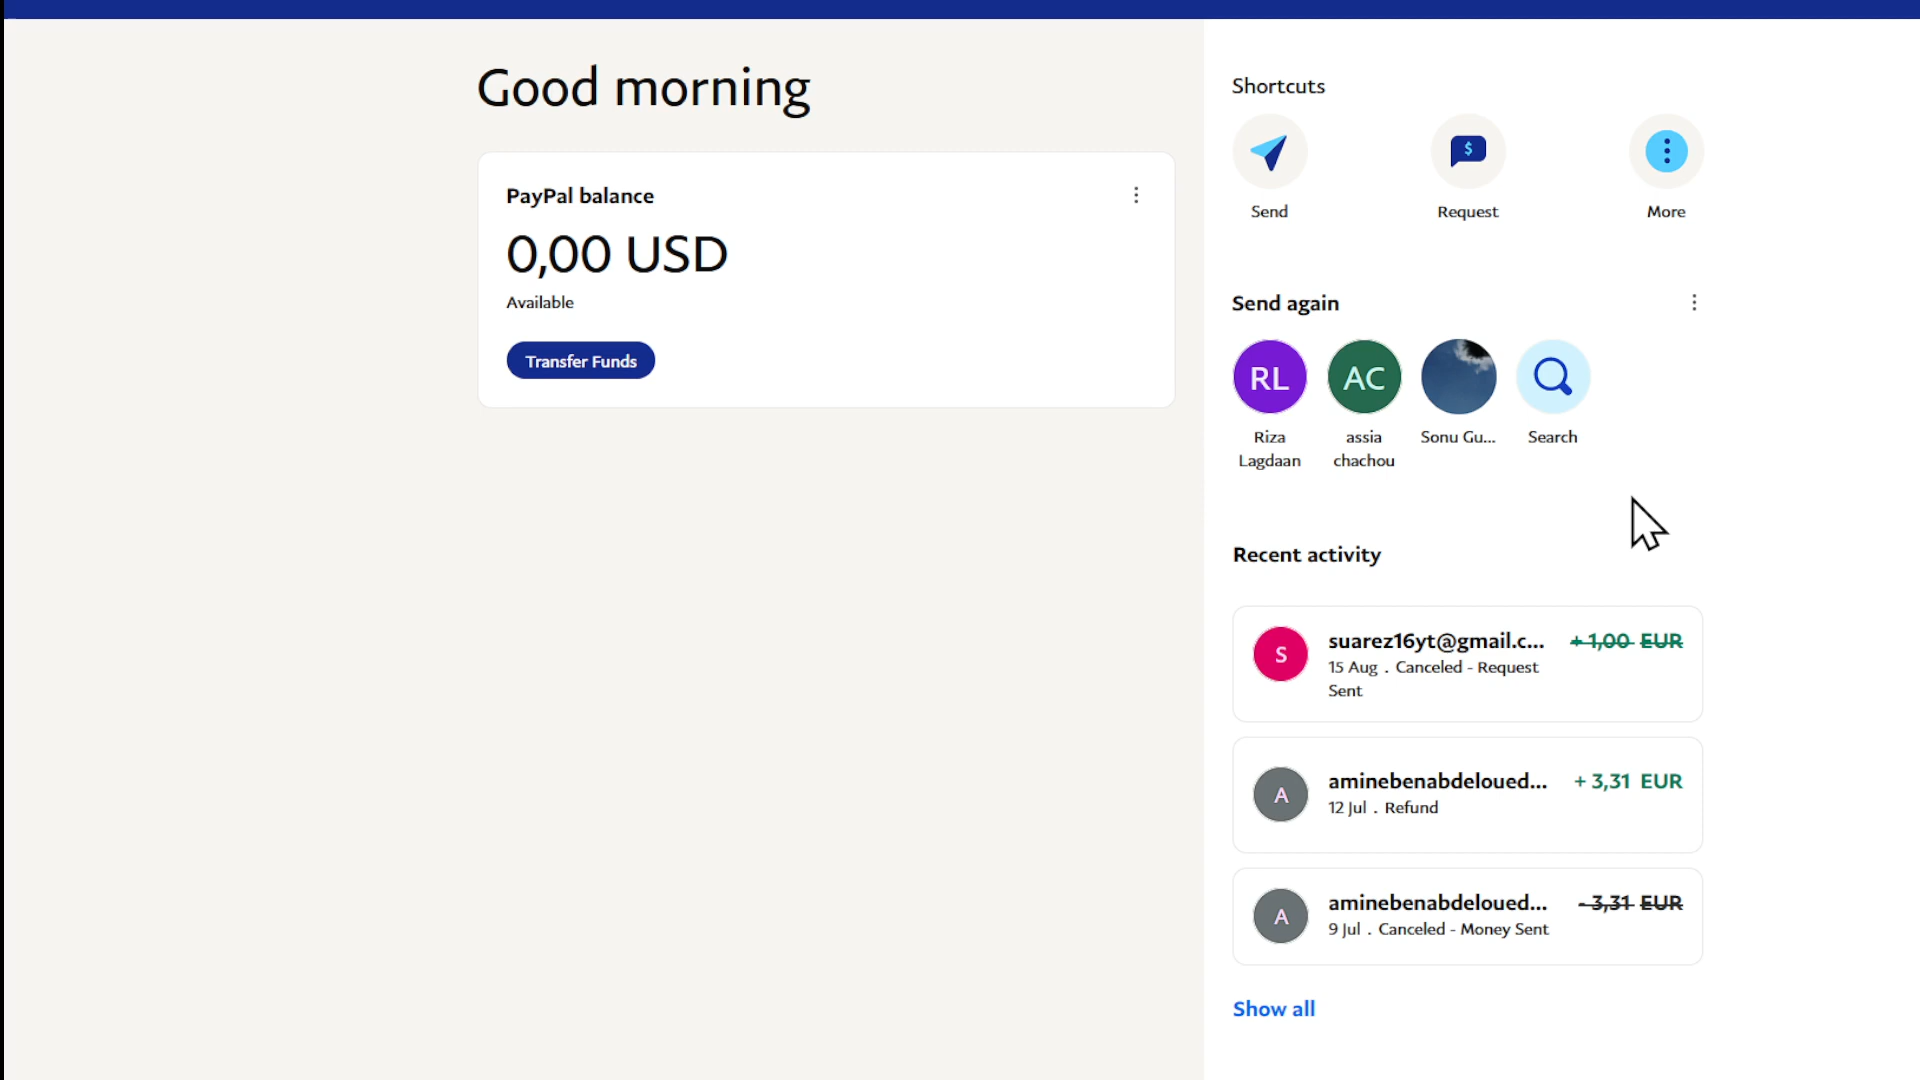 Good morning
PayPal balance
0,00 USD
Available
Transfer Funds
Shortcuts
Send
$
Request
More
Send again
RL
Riza
Lagdaan
AC
assia
chachou
Sonu Gu...
Search
Recent activity
S
suarez16yt@gmail.c...
+ 1,00 EUR
15 Aug . Canceled - Request
Sent
A
aminebenabdeloued...
+ 3,31 EUR
12 Jul . Refund
A
aminebenabdeloued...
- 3,31 EUR
9 Jul . Canceled - Money Sent
Show all